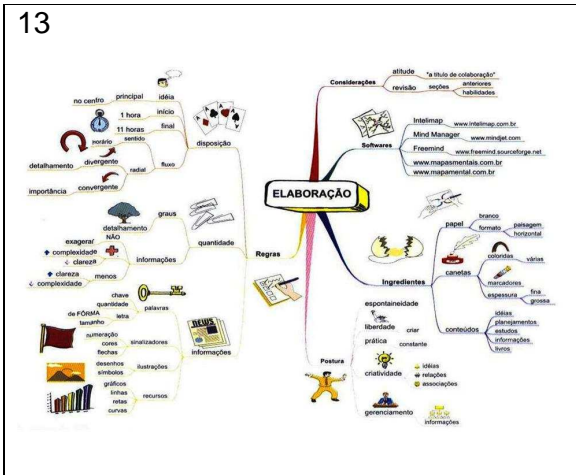 13
ELABORAÇÃO
Considerações
atitude
"a título de colaboração"
revisão
seções
anteriores
habilidades
Softwares
Intelimap
www.intelimap.com.br
Mind Manager
www.mindjet.com
Freemind
www.freemind.sourceforge.net
www.mapasmentais.com.br
www.mapamental.com.br
Ingredientes
papel
branco
formato
paisagem
horizontal
canetas
coloridas
várias
marcadores
espessura
fina
grossa
conteúdos
idéias
planejamentos
estudos
informações
livros
Postura
espontaneidade
liberdade
criar
prática
constante
criatividade
idéias
relações
associações
gerenciamento
informações
Regras
disposição
idéia
principal
no centro
início
1 hora
final
11 horas
fluxo
sentido
horário
radial
divergente
detalhamento
convergente
importância
quantidade
graus
detalhamento
informações
NÃO
exagerar
complexidade
clareza
menos
clareza
complexidade
informações
palavras
chave
quantidade
letra
de FÔRMA
tamanho
sinalizadores
numeração
cores
flechas
ilustrações
desenhos
símbolos
recursos
gráficos
linhas
retas
curvas
NEWS